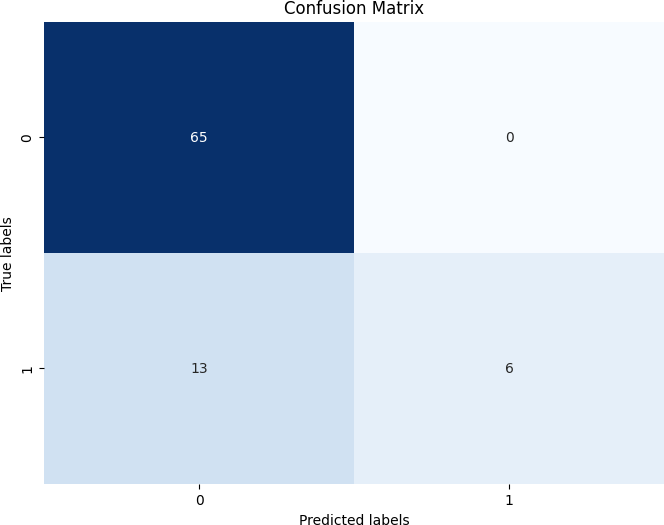 Confusion Matrix
True labels
0
65
0
1
13
6
0
1
Predicted labels